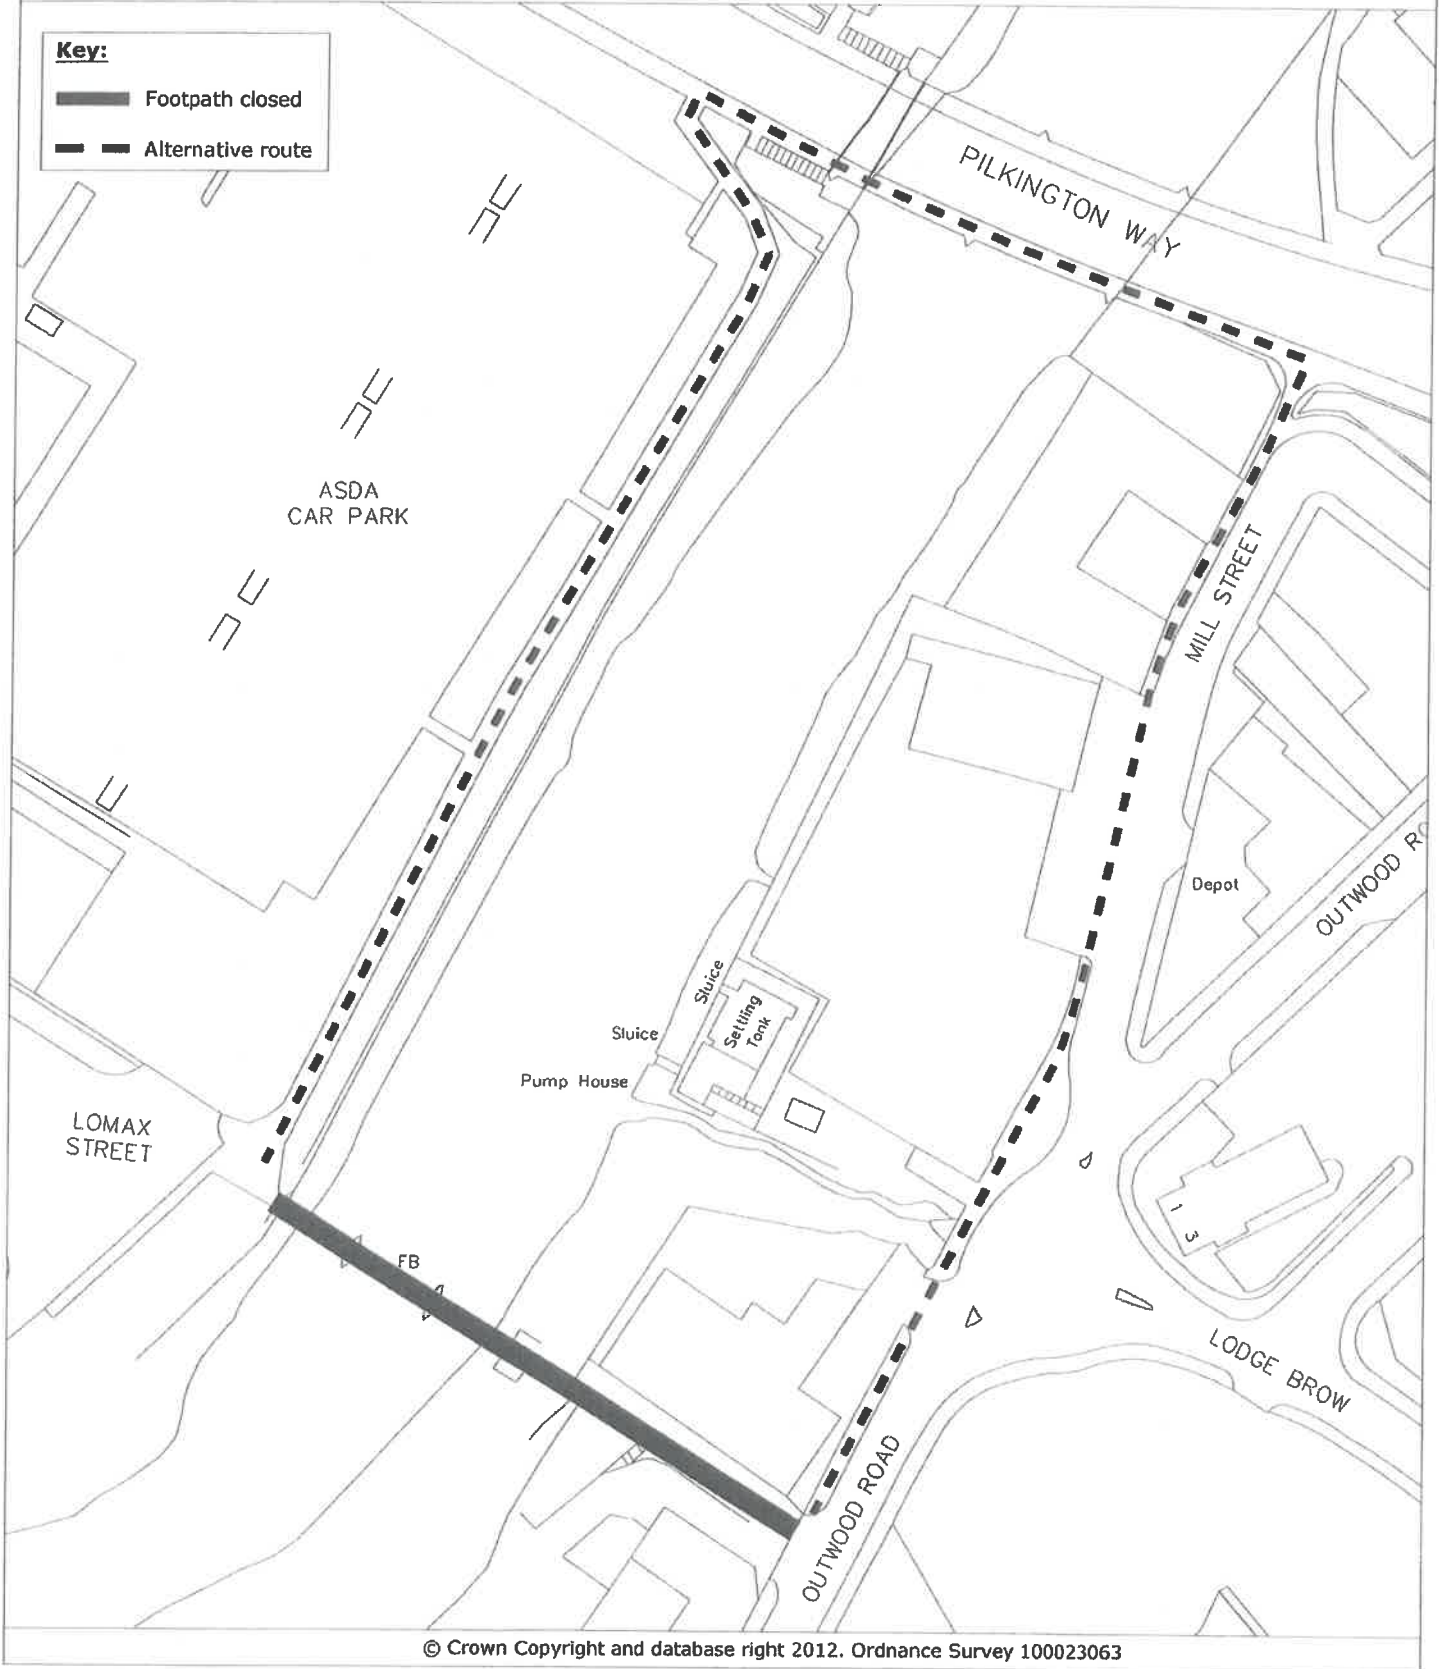 Key:
Footpath closed
Alternative route
PILKINGTON WAY
ASDA
CAR PARK
MILL STREET
Depot
OUTWOOD R
Sluice
Sluice
Settling
Tank
Pump House
LOMAX
STREET
1
3
FB
LODGE BROW
OUTWOOD ROAD
© Crown Copyright and database right 2012. Ordnance Survey 100023063